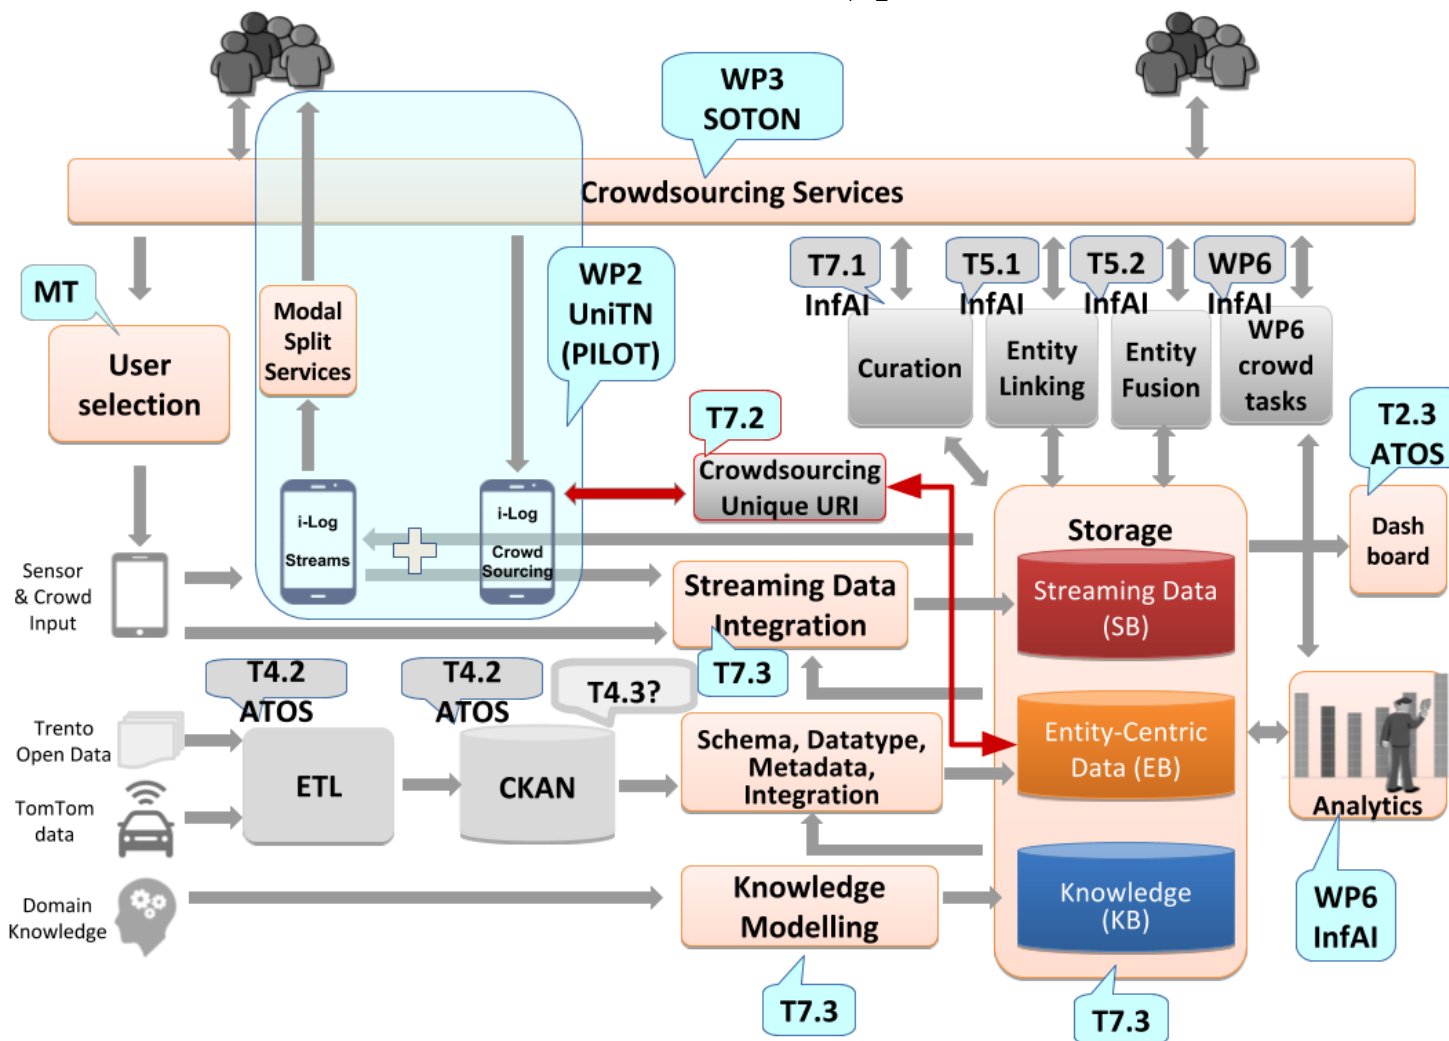 WP3
SOTON
Crowdsourcing Services
MT
User
selection
Modal
Split
Services
WP2
UniTN
(PILOT)
T7.1
InfAI
T5.1
InfAI
T5.2
InfAI
WP6
InfAI
Curation
Entity
Linking
Entity
Fusion
WP6
crowd
tasks
T2.3
ATOS
T7.2
Crowdsourcing
Unique URI
i-Log
Streams
i-Log
Crowd
Sourcing
Storage
Dash
board
Sensor
& Crowd
Input
Streaming Data
Integration
Streaming Data
(SB)
T7.3
T4.2
ATOS
T4.2
ATOS
T4.3?
Trento
Open Data
ETL
CKAN
Schema, Datatype,
Metadata,
Integration
Entity-Centric
Data (EB)
Analytics
TomTom
data
Domain
Knowledge
Knowledge
Modelling
Knowledge
(KB)
WP6
InfAI
T7.3
T7.3